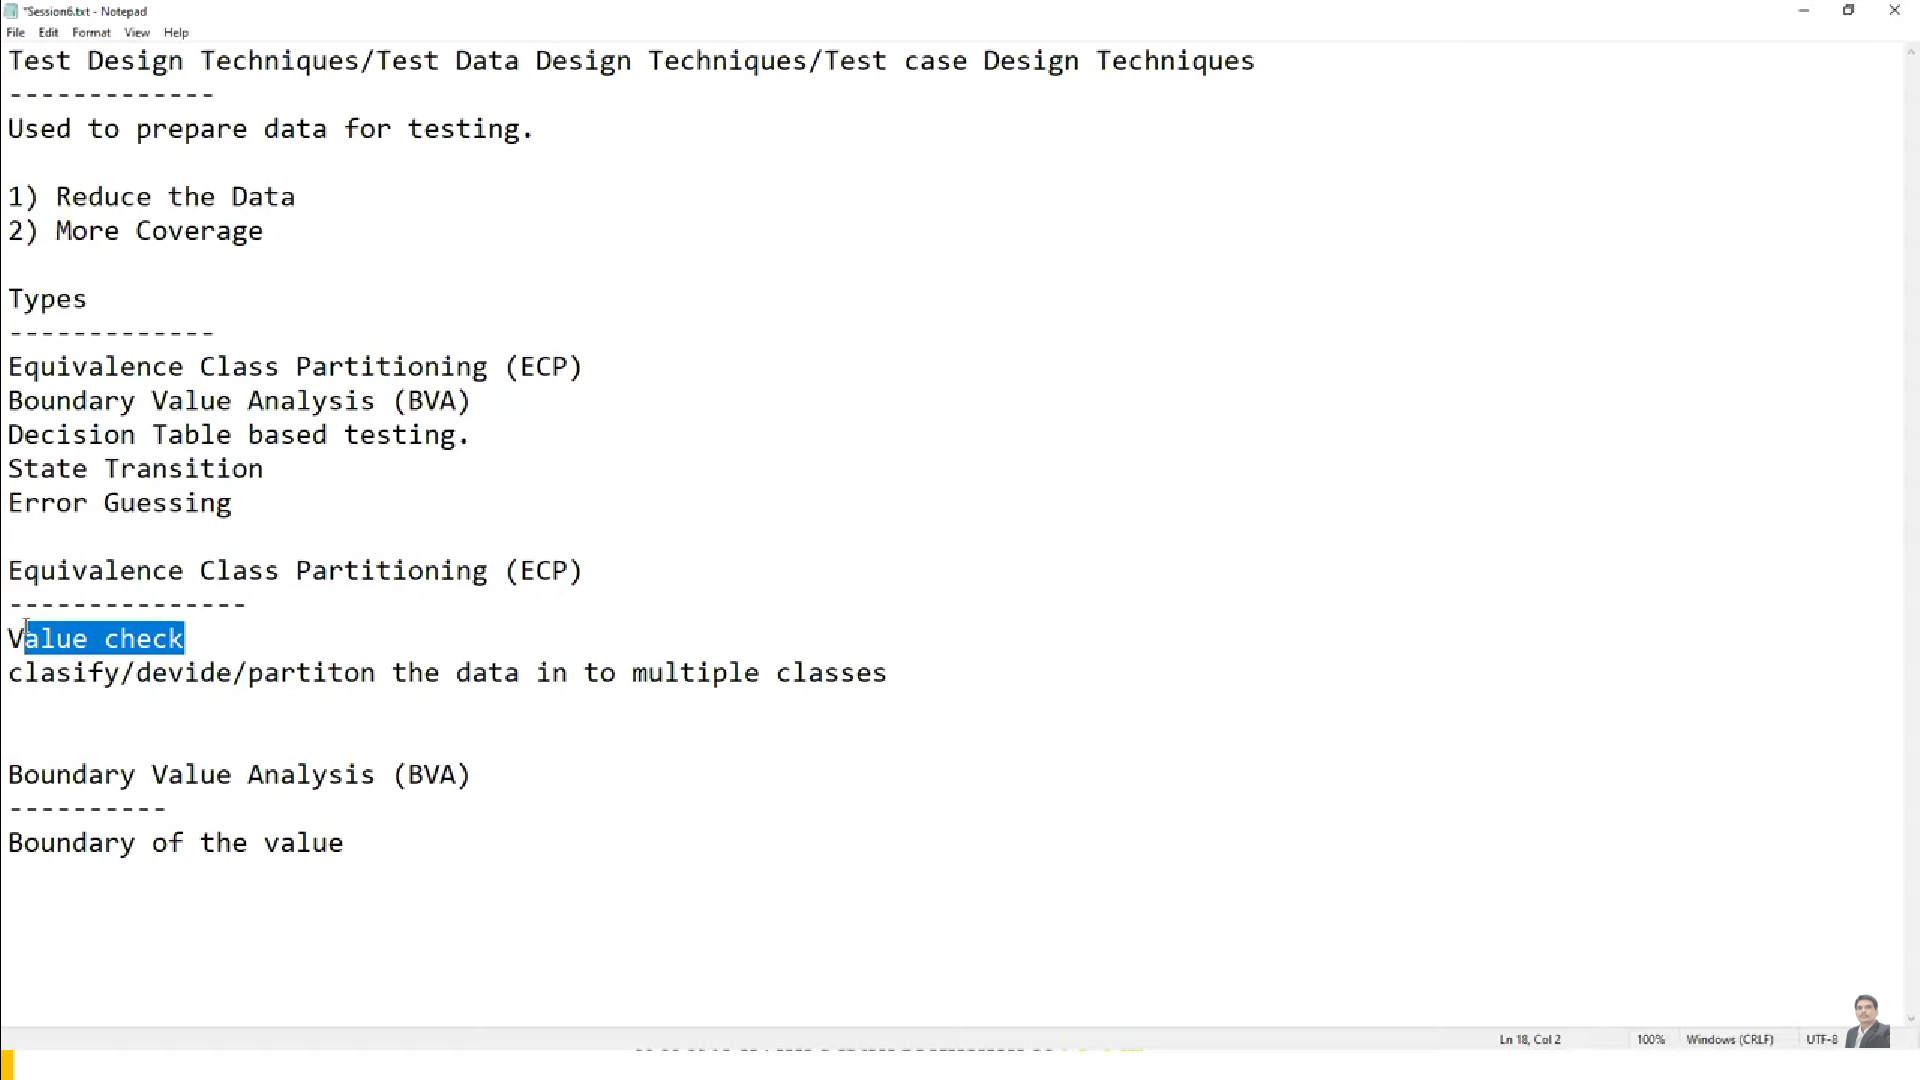 *Session6.txt - Notepad
File Edit Format View Help
Test Design Techniques/Test Data Design Techniques/Test case Design Techniques
-------------
Used to prepare data for testing.
1) Reduce the Data
2) More Coverage
Types
-------------
Equivalence Class Partitioning (ECP)
Boundary Value Analysis (BVA)
Decision Table based testing.
State Transition
Error Guessing
Equivalence Class Partitioning (ECP)
---------------
Value check
clasify/devide/partiton the data in to multiple classes
Boundary Value Analysis (BVA)
----------
Boundary of the value
Ln 18, Col 2 100% Windows (CRLF) UTF-8